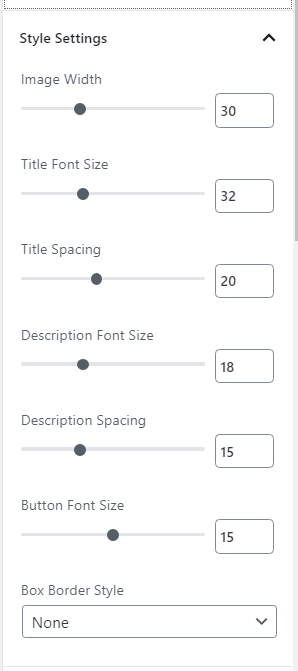 Style Settings
Image Width
30
Title Font Size
32
Title Spacing
20
Description Font Size
18
Description Spacing
15
Button Font Size
15
Box Border Style
None